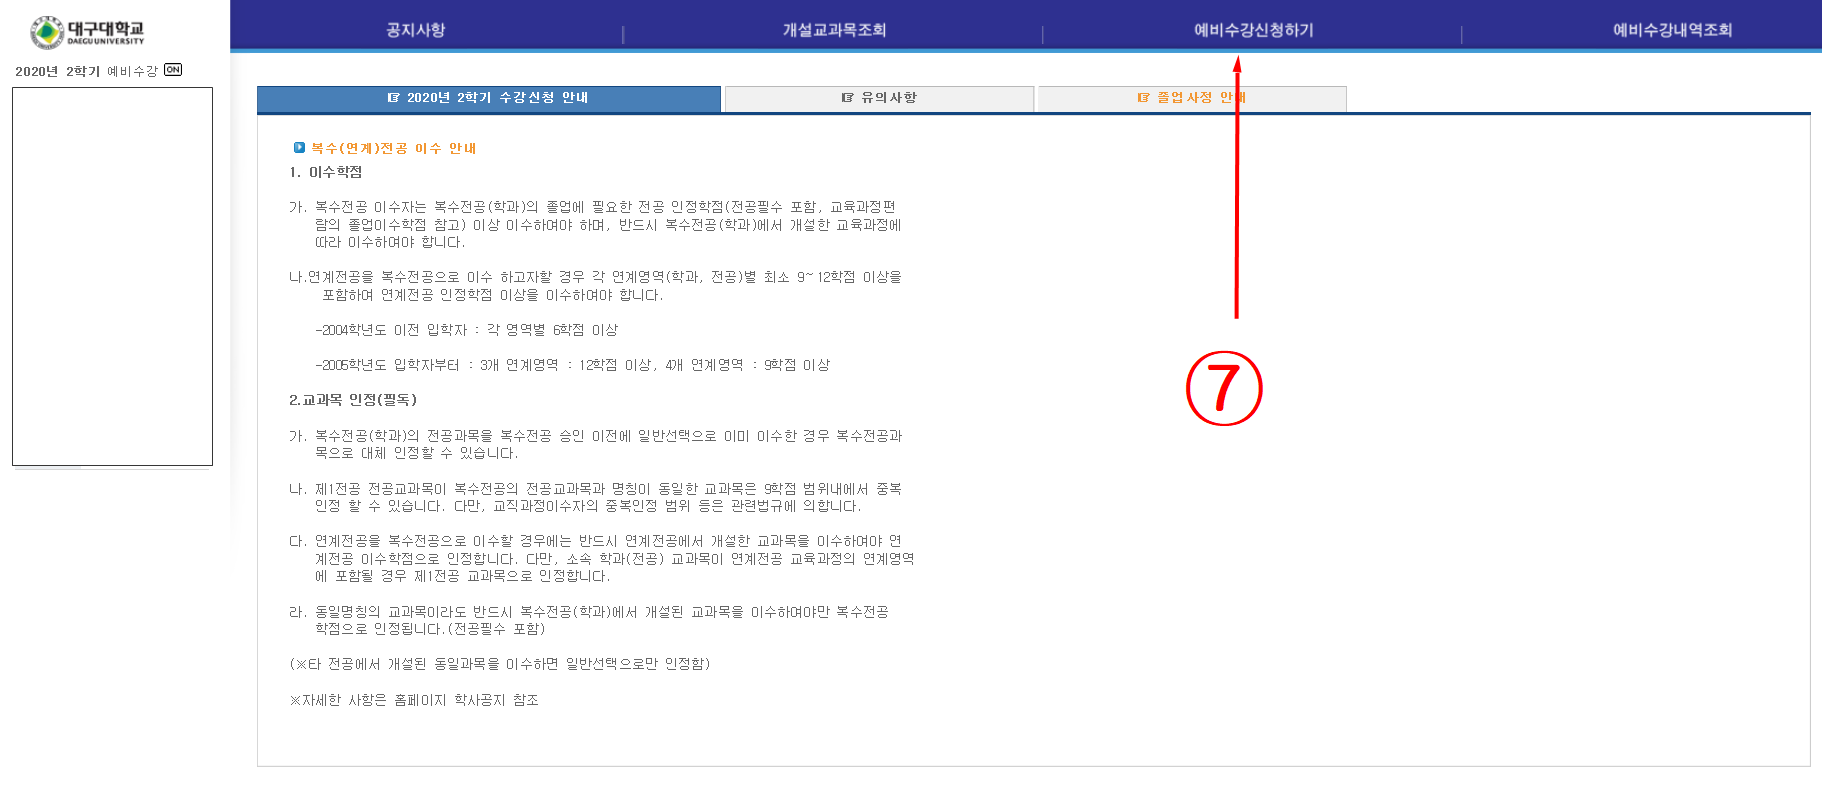 대구대학교
DAEGU UNIVERSITY
2020년 2학기 예비수강 ON
공지사항
개설교과목조회
예비수강신청하기
예비수강내역조회
☞ 2020년 2학기 수강신청 안내
☞ 유의사항
☞ 졸업사정 안내
복수(연계)전공 이수 안내
1. 이수학점
가. 복수전공 이수자는 복수전공(학과)의 졸업에 필요한 전공 인정학점(전공필수 포함, 교육과정편
람의 졸업이수학점 참고) 이상 이수하여야 하며, 반드시 복수전공(학과)에서 개설한 교육과정에
따라 이수하여야 합니다.
나.연계전공을 복수전공으로 이수 하고자할 경우 각 연계영역(학과, 전공)별 최소 9~12학점 이상을
포함하여 연계전공 인정학점 이상을 이수하여야 합니다.
-2004학년도 이전 입학자 : 각 영역별 6학점 이상
-2005학년도 입학자부터 : 3개 연계영역 : 12학점 이상, 4개 연계영역 : 9학점 이상
⑦
2.교과목 인정(필독)
가. 복수전공(학과)의 전공과목을 복수전공 승인 이전에 일반선택으로 이미 이수한 경우 복수전공과
목으로 대체 인정할 수 있습니다.
나. 제1전공 전공교과목이 복수전공의 전공교과목과 명칭이 동일한 교과목은 9학점 범위내에서 중복
인정 할 수 있습니다. 다만, 교직과정이수자의 중복인정 범위 등은 관련법규에 의합니다.
다. 연계전공을 복수전공으로 이수할 경우에는 반드시 연계전공에서 개설한 교과목을 이수하여야 연
계전공 이수학점으로 인정합니다. 다만, 소속 학과(전공) 교과목이 연계전공 교육과정의 연계영역
에 포함될 경우 제1전공 교과목으로 인정합니다.
라. 동일명칭의 교과목이라도 반드시 복수전공(학과)에서 개설된 교과목을 이수하여야만 복수전공
학점으로 인정됩니다.(전공필수 포함)
(※타 전공에서 개설된 동일과목을 이수하면 일반선택으로만 인정함)
※자세한 사항은 홈페이지 학사공지 참조